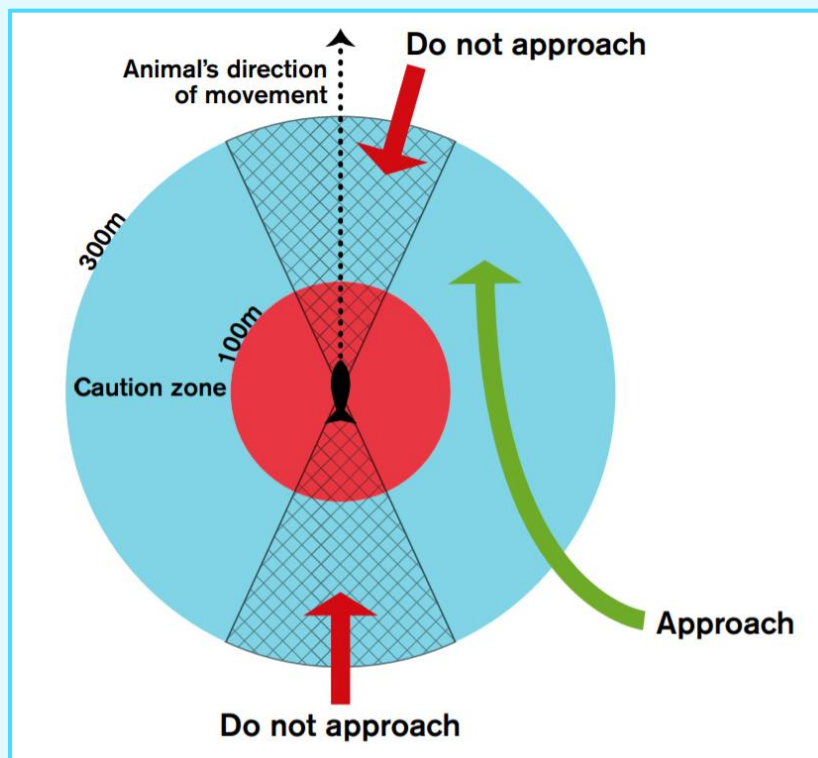 Do not approach
Animal's direction
of movement
300m
100m
Caution zone
Approach
Do not approach